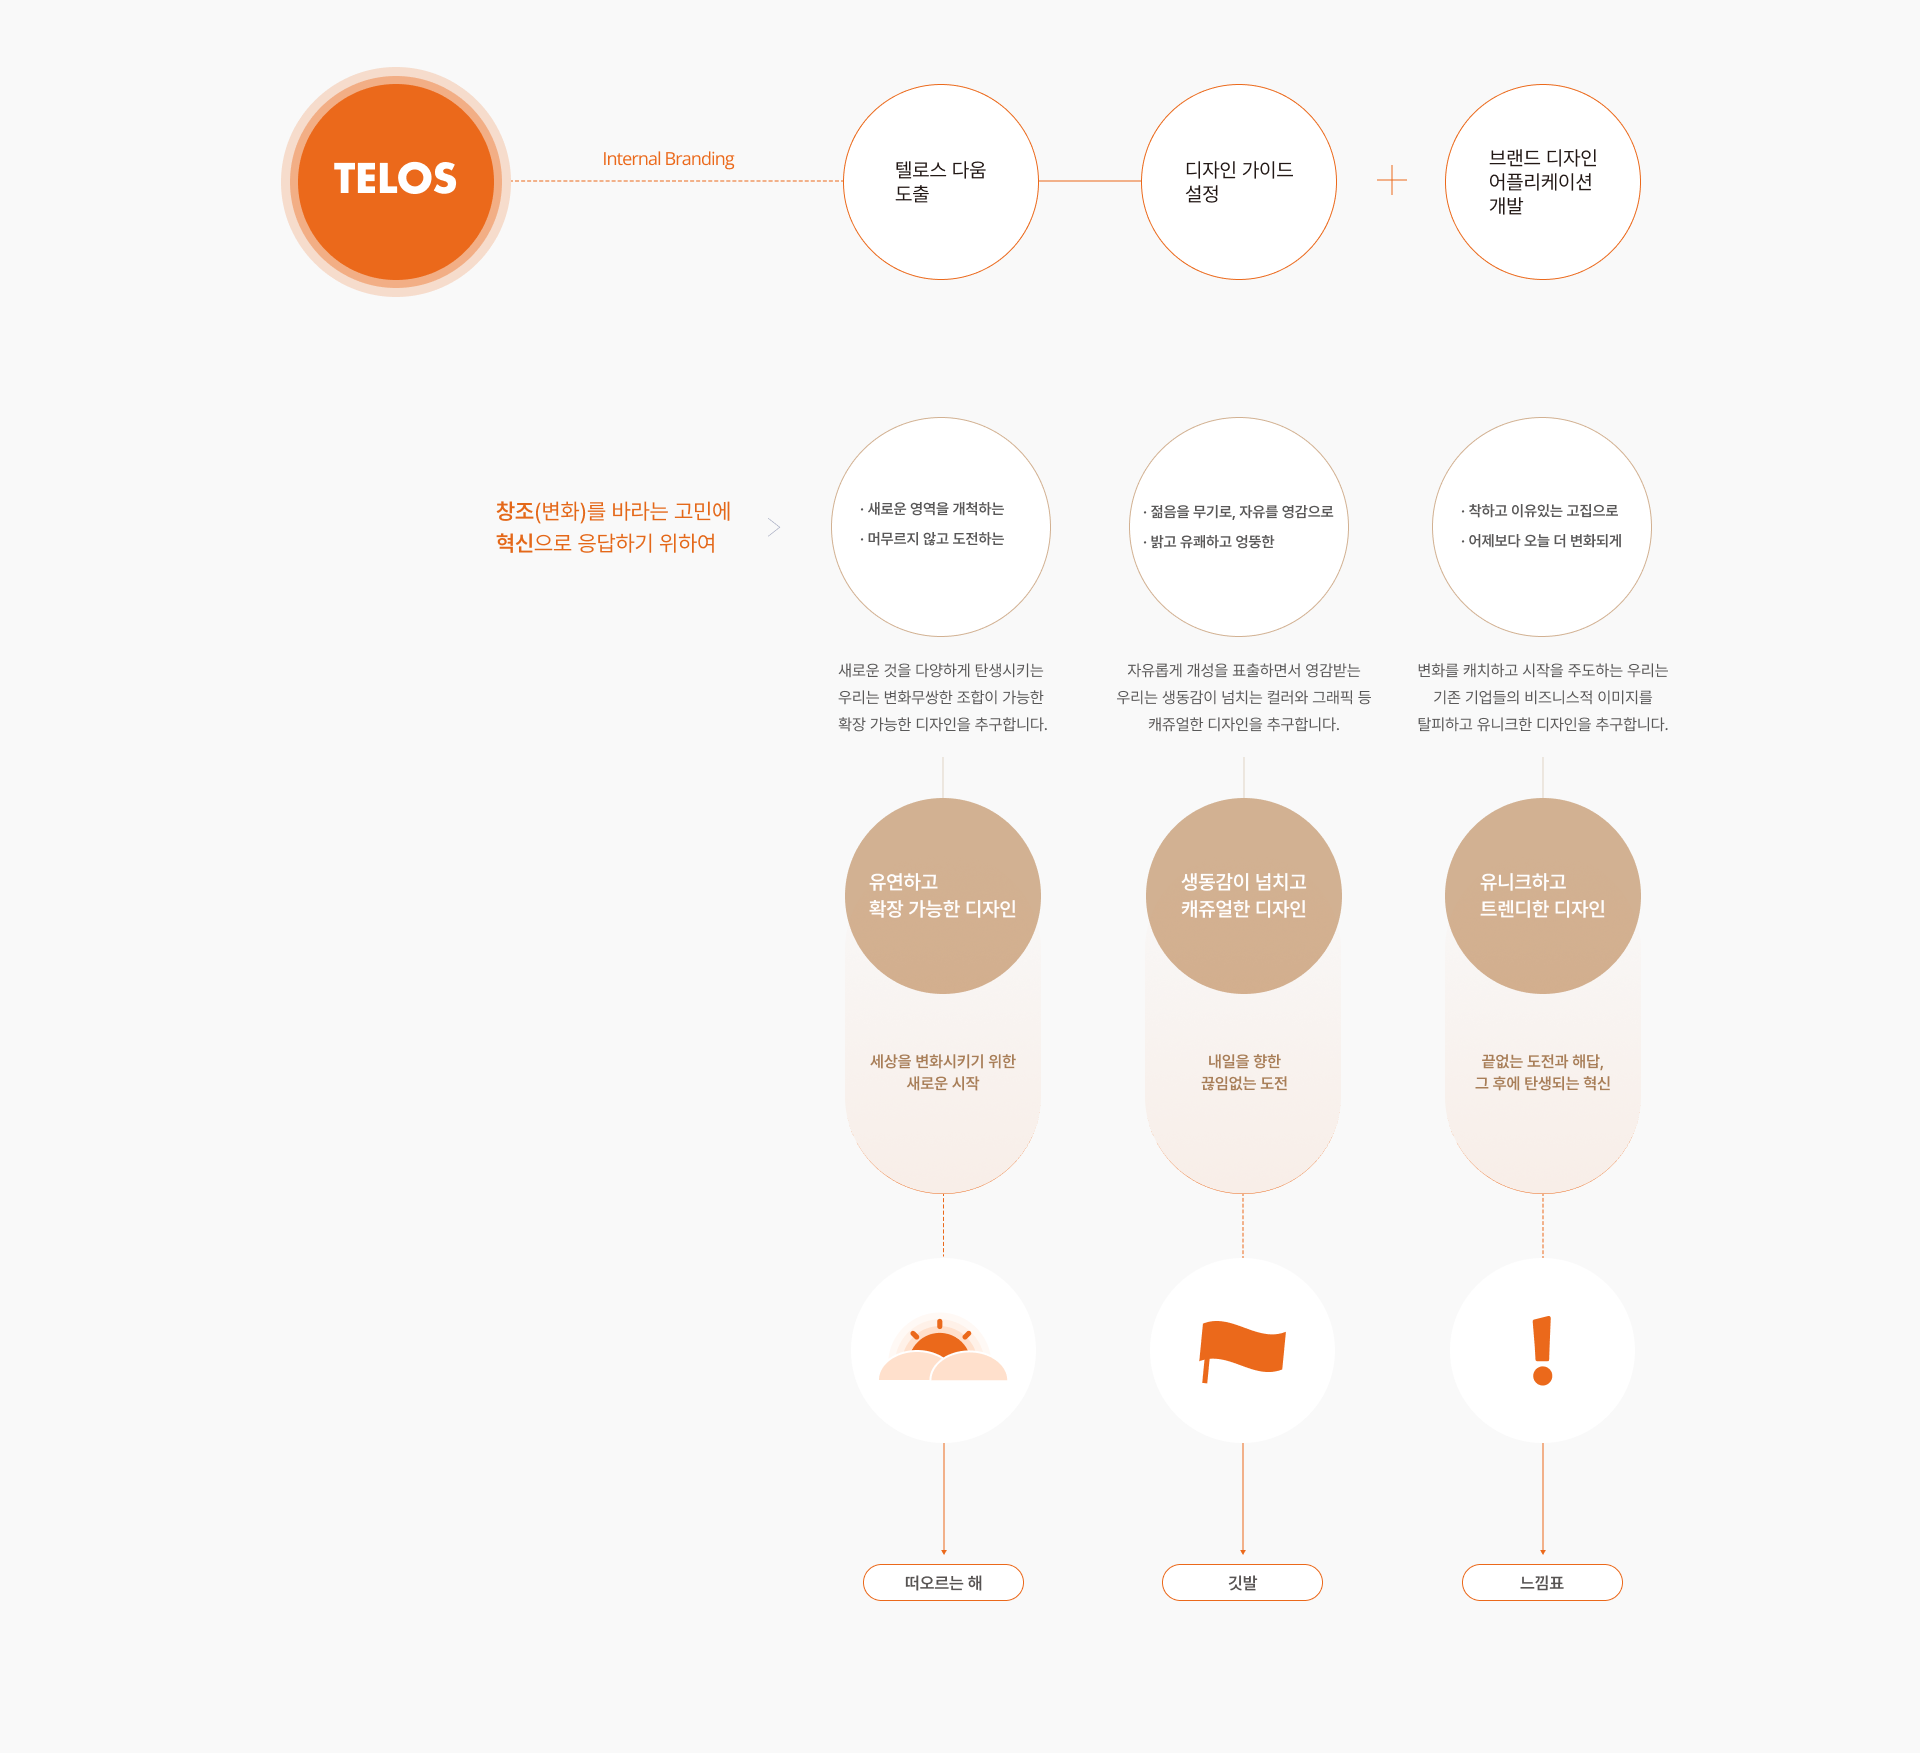 TELOS
Internal Branding
텔로스 다움
도출
디자인 가이드
설정
브랜드 디자인
어플리케이션
개발
창조(변화)를 바라는 고민에
혁신으로 응답하기 위하여
· 새로운 영역을 개척하는
· 머무르지 않고 도전하는
· 젊음을 무기로, 자유를 영감으로
· 밝고 유쾌하고 엉뚱한
· 착하고 이유있는 고집으로
· 어제보다 오늘 더 변화되게
새로운 것을 다양하게 탄생시키는
우리는 변화무쌍한 조합이 가능한
확장 가능한 디자인을 추구합니다.
자유롭게 개성을 표출하면서 영감받는
우리는 생동감이 넘치는 컬러와 그래픽 등
캐쥬얼한 디자인을 추구합니다.
변화를 캐치하고 시작을 주도하는 우리는
기존 기업들의 비즈니스적 이미지를
탈피하고 유니크한 디자인을 추구합니다.
유연하고
확장 가능한 디자인
생동감이 넘치고
캐쥬얼한 디자인
유니크하고
트렌디한 디자인
세상을 변화시키기 위한
새로운 시작
내일을 향한
끊임없는 도전
끝없는 도전과 해답,
그 후에 탄생되는 혁신
떠오르는 해
깃발
느낌표